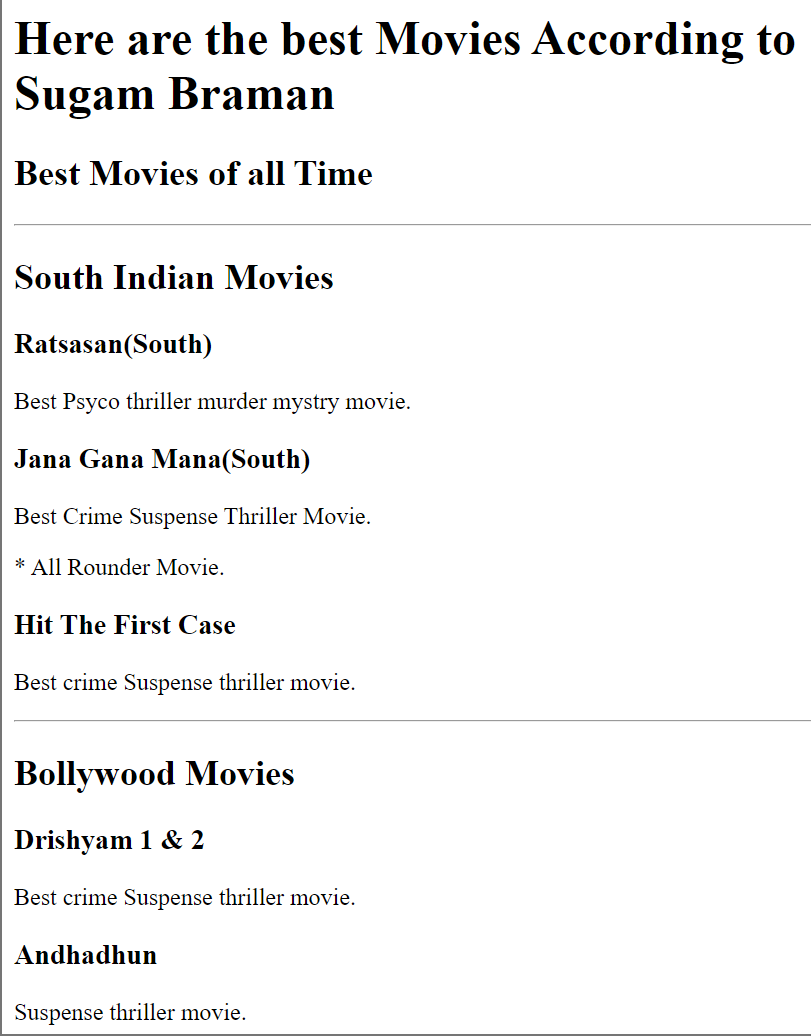 Here are the best Movies According to
Sugam Braman
Best Movies of all Time
South Indian Movies
Ratsasan(South)
Best Psyco thriller murder mystry movie.
Jana Gana Mana(South)
Best Crime Suspense Thriller Movie.
* All Rounder Movie.
Hit The First Case
Best crime Suspense thriller movie.
Bollywood Movies
Drishyam 1 & 2
Best crime Suspense thriller movie.
Andhadhun
Suspense thriller movie.